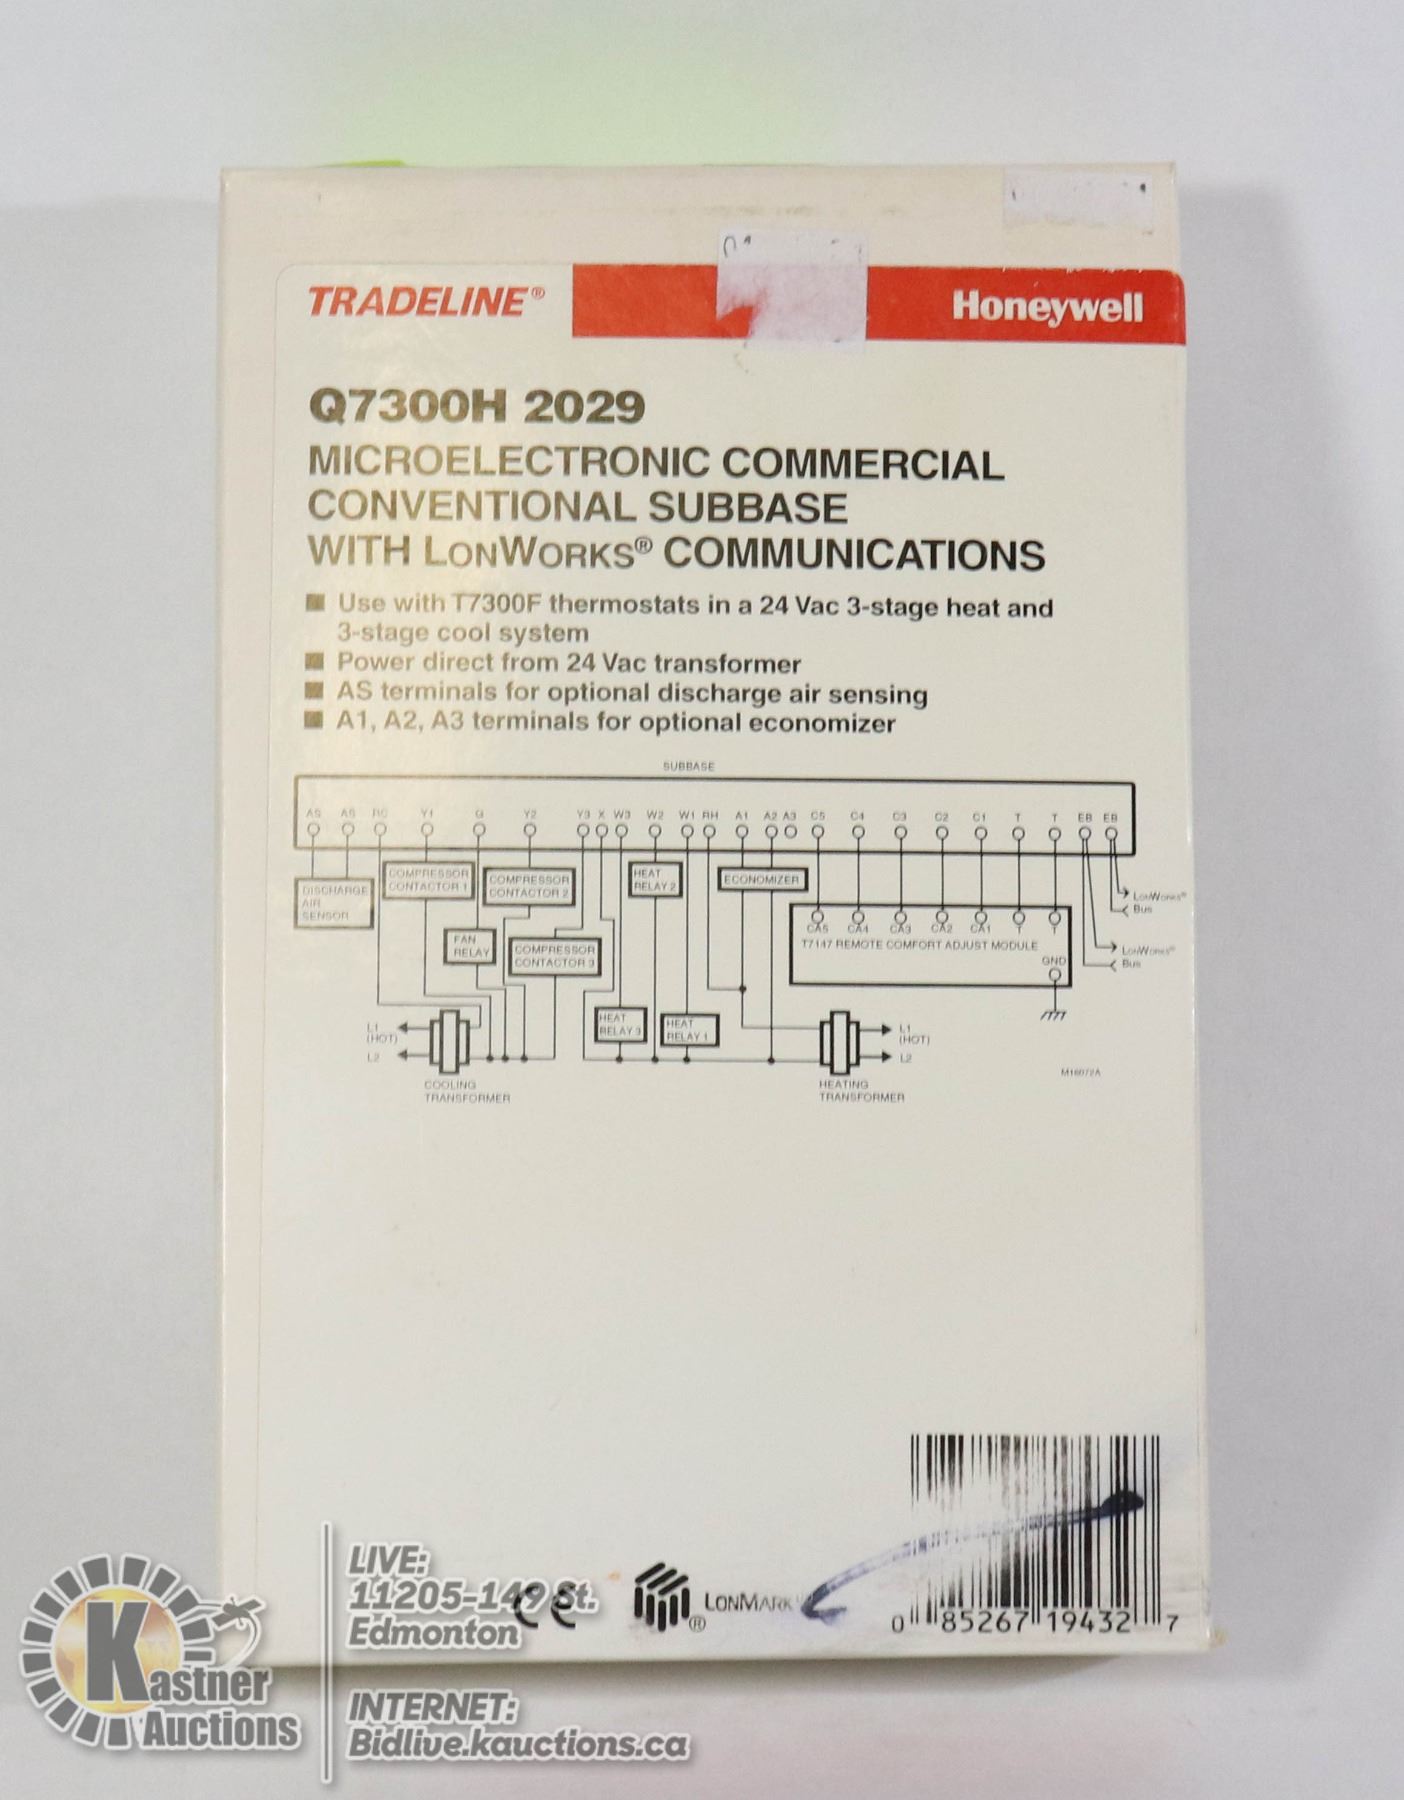 TRADELINE®
Honeywell
Q7300H 2029
MICROELECTRONIC COMMERCIAL
CONVENTIONAL SUBBASE
WITH LONWORKS® COMMUNICATIONS
■ Use with T7300F thermostats in a 24 Vac 3-stage heat and
3-stage cool system
■ Power direct from 24 Vac transformer
■ AS terminals for optional discharge air sensing
■ A1, A2, A3 terminals for optional economizer
SUBBASE
AS AS RC Y1 G Y2 Y3 X W3 W2 W1 RH A1 A2 A3 C5 C4 C3 C2 C1 T T EB EB
DISCHARGE
AIR
SENSOR
COMPRESSOR
CONTACTOR 1
COMPRESSOR
CONTACTOR 2
HEAT
RELAY 2
ECONOMIZER
LONWORKS®
Bus
FAN
RELAY
COMPRESSOR
CONTACTOR 3
CA5 CA4 CA3 CA2 CA1 T T
T7147 REMOTE COMFORT ADJUST MODULE
GND
LONWORKS®
Bus
HEAT
RELAY 3
HEAT
RELAY 1
L1
(HOT)
L2
L1
(HOT)
L2
COOLING
TRANSFORMER
HEATING
TRANSFORMER
M16072A
CE
LONMARK
®
0 85267 19432 7
KASTNER
AUCTIONS
LIVE:
11205-149 St.
Edmonton
INTERNET:
Bidlive.kauctions.ca